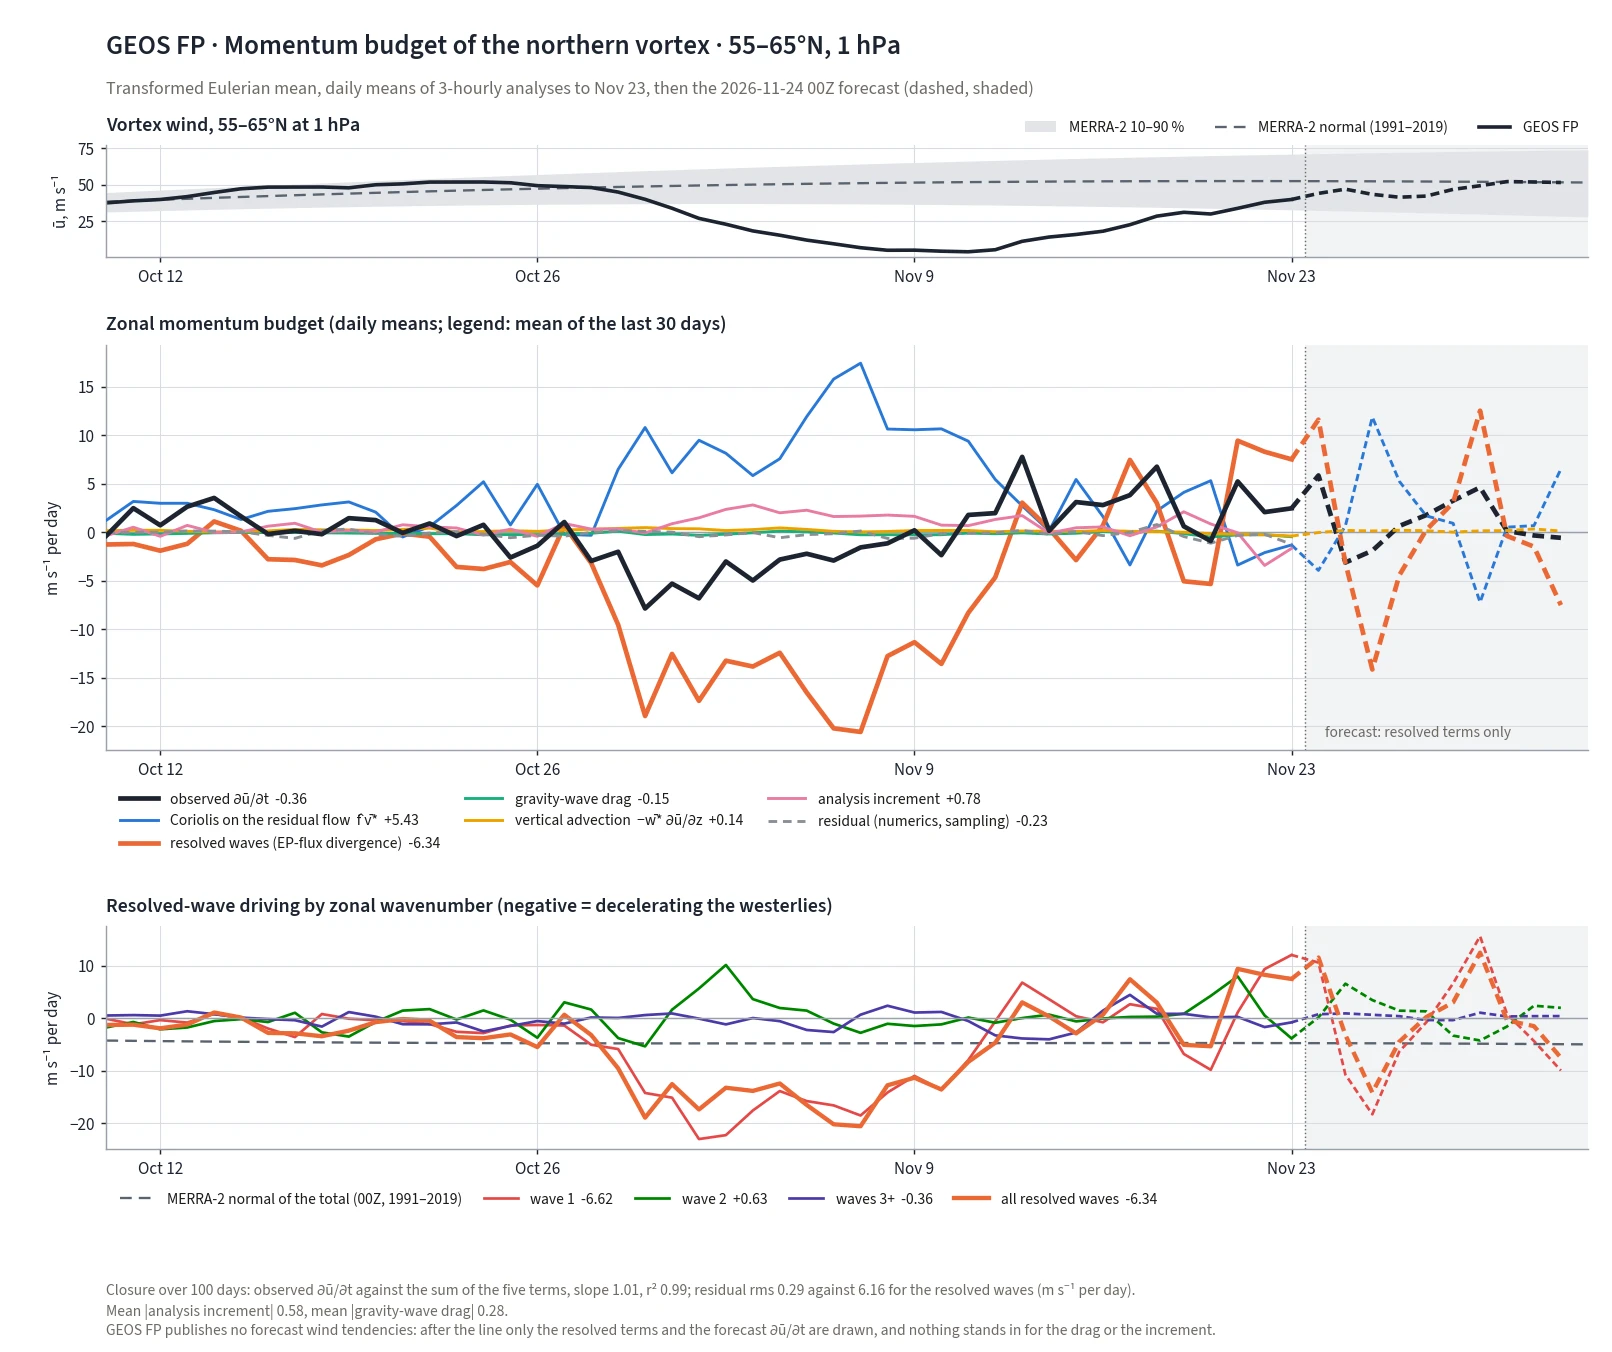 GEOS FP · Momentum budget of the northern vortex · 55–65°N, 1 hPa
Transformed Eulerian mean, daily means of 3-hourly analyses to Nov 23, then the 2026-11-24 00Z forecast (dashed, shaded)
Vortex wind, 55–65°N at 1 hPa
MERRA-2 10–90 %
MERRA-2 normal (1991–2019)
GEOS FP
75
50
25
ū, m s⁻¹
Oct 12
Oct 26
Nov 9
Nov 23
Zonal momentum budget (daily means; legend: mean of the last 30 days)
15
10
5
0
−5
−10
−15
−20
m s⁻¹ per day
forecast: resolved terms only
Oct 12
Oct 26
Nov 9
Nov 23
observed ∂ū/∂t -0.36
gravity-wave drag -0.15
analysis increment +0.78
Coriolis on the residual flow f v̄* +5.43
vertical advection −w̄* ∂ū/∂z +0.14
residual (numerics, sampling) -0.23
resolved waves (EP-flux divergence) -6.34
Resolved-wave driving by zonal wavenumber (negative = decelerating the westerlies)
10
0
−10
−20
m s⁻¹ per day
Oct 12
Oct 26
Nov 9
Nov 23
MERRA-2 normal of the total (00Z, 1991–2019)
wave 1 -6.62
wave 2 +0.63
waves 3+ -0.36
all resolved waves -6.34
Closure over 100 days: observed ∂ū/∂t against the sum of the five terms, slope 1.01, r² 0.99; residual rms 0.29 against 6.16 for the resolved waves (m s⁻¹ per day).
Mean |analysis increment| 0.58, mean |gravity-wave drag| 0.28.
GEOS FP publishes no forecast wind tendencies: after the line only the resolved terms and the forecast ∂ū/∂t are drawn, and nothing stands in for the drag or the increment.